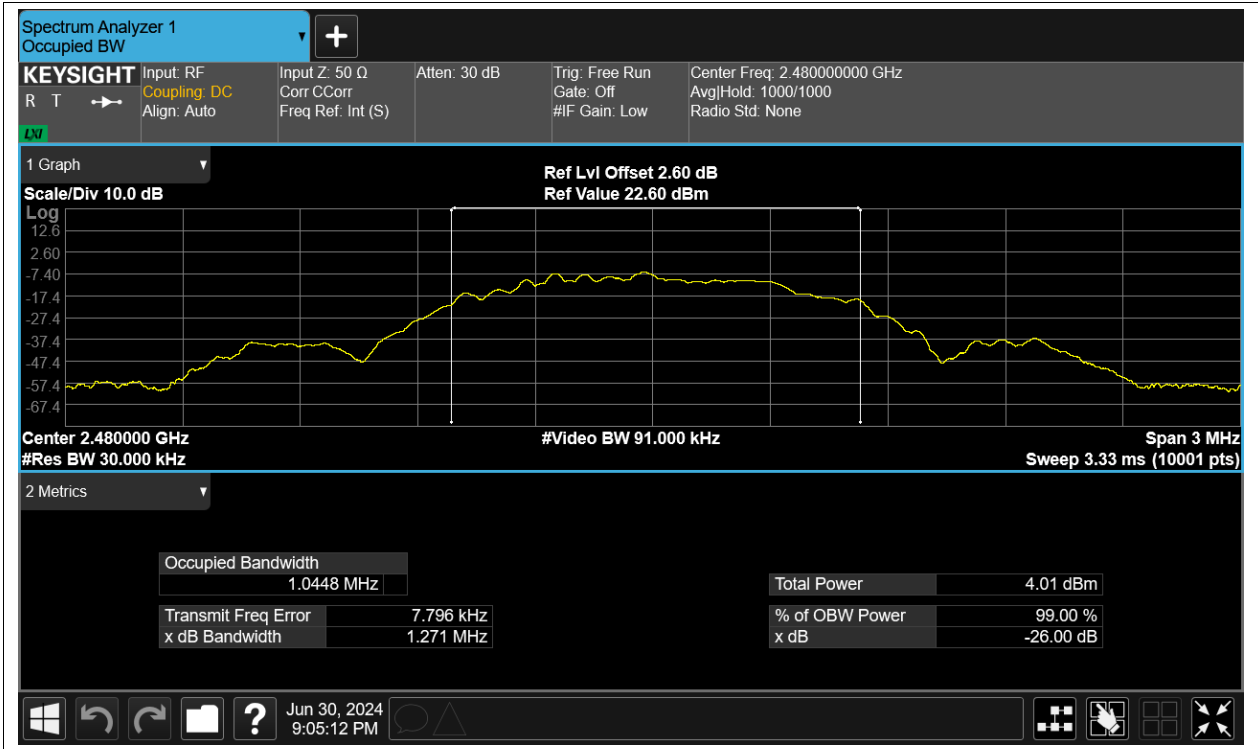 Spectrum Analyzer 1
Occupied BW
KEYSIGHT
R T
LXI
Input: RF
Coupling: DC
Align: Auto
Input Z: 50 Ω
Corr CCorr
Freq Ref: Int (S)
Atten: 30 dB
Trig: Free Run
Gate: Off
#IF Gain: Low
Center Freq: 2.480000000 GHz
Avg|Hold: 1000/1000
Radio Std: None
1 Graph
Scale/Div 10.0 dB
Ref Lvl Offset 2.60 dB
Ref Value 22.60 dBm
Log
12.6
2.60
-7.40
-17.4
-27.4
-37.4
-47.4
-57.4
-67.4
Center 2.480000 GHz
#Res BW 30.000 kHz
#Video BW 91.000 kHz
Span 3 MHz
Sweep 3.33 ms (10001 pts)
2 Metrics
Occupied Bandwidth
1.0448 MHz
Transmit Freq Error 7.796 kHz
x dB Bandwidth 1.271 MHz
Total Power 4.01 dBm
% of OBW Power 99.00 %
x dB -26.00 dB
?
Jun 30, 2024
9:05:12 PM